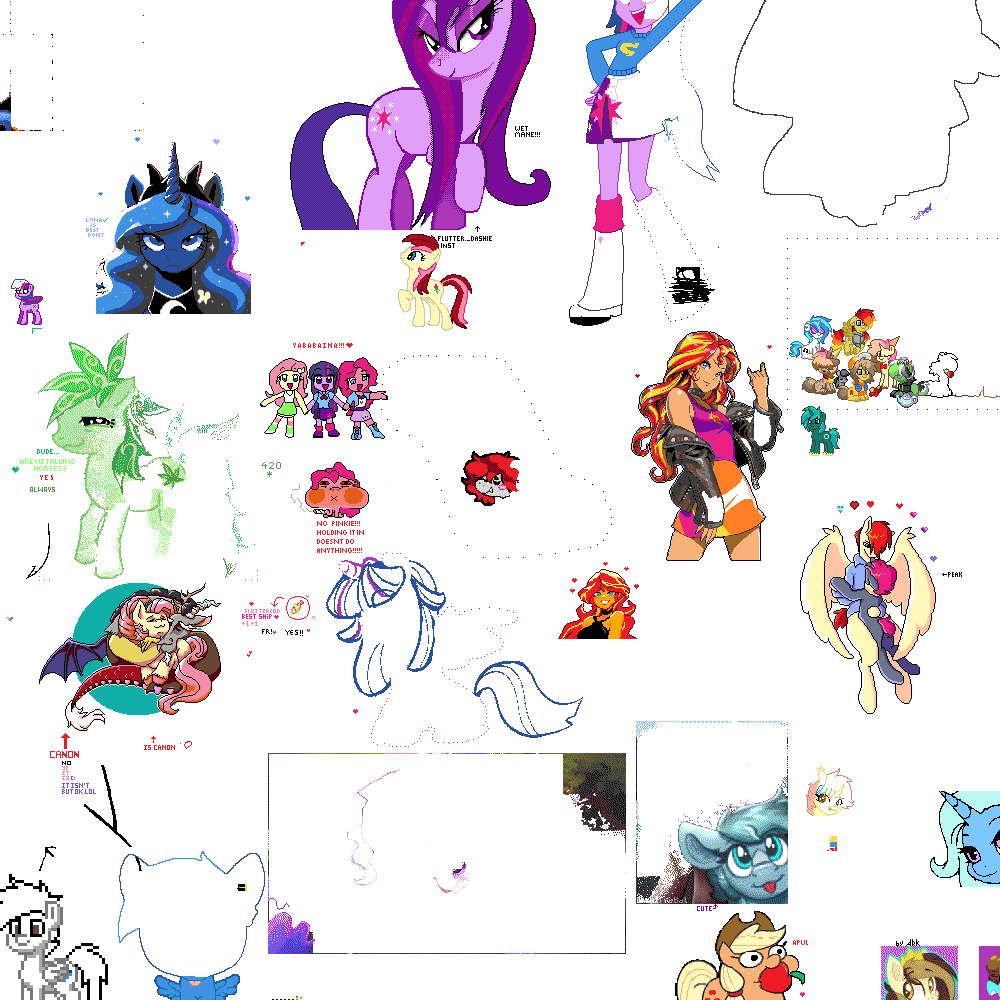 WET
MANE!!!
LUNA
IS
BEST
PONY
FLUTTER...DASHIE
INST
YABABAINA!!!
DUDE...
ARE WE TALKING
HORSES?
YES
ALWAYS
420
*
NO PINKIE!!!
HOLDING IT IN
DOESNT DO
ANYTHING!!!!!
←PEAK
BEST SHIP
+1+1
FR!
YES!!
CANON
IS CANON
NO
IT
IT ISN'T
BUT OK LOL
CUTE
APUL
by dbk